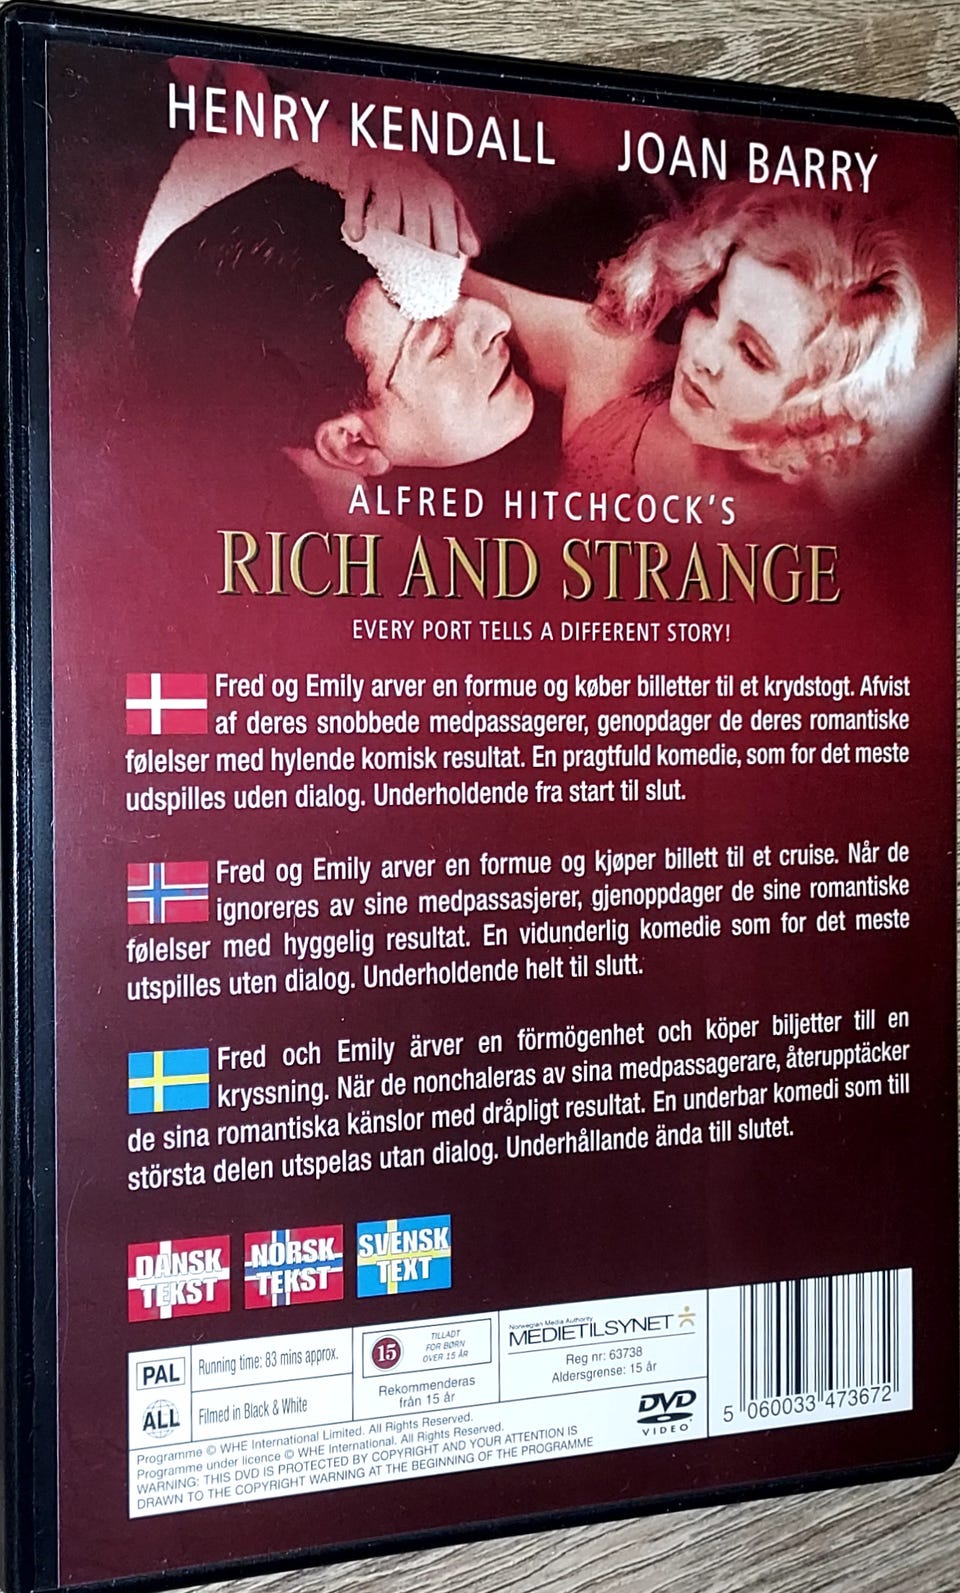 HENRY KENDALL JOAN BARRY
ALFRED HITCHCOCK'S
RICH AND STRANGE
EVERY PORT TELLS A DIFFERENT STORY!
Fred og Emily arver en formue og køber billetter til et krydstogt. Afvist
af deres snobbede medpassagerer, genopdager de deres romantiske
følelser med hylende komisk resultat. En pragtfuld komedie, som for det meste
udspilles uden dialog. Underholdende fra start til slut.
Fred og Emily arver en formue og kjøper billett til et cruise. Når de
ignoreres av sine medpassasjerer, gjenoppdager de sine romantiske
følelser med hyggelig resultat. En vidunderlig komedie som for det meste
utspilles uten dialog. Underholdende helt til slutt.
Fred och Emily ärver en förmögenhet och köper biljetter till en
kryssning. När de nonchaleras av sina medpassagerare, återupptäcker
de sina romantiska känslor med dråpligt resultat. En underbar komedi som till
största delen utspelas utan dialog. Underhållande ända till slutet.
DANSK
TEKST
NORSK
TEKST
SVENSK
TEXT
PAL
Running time: 83 mins approx.
ALL
Filmed in Black & White
15
TILLADT
FOR BØRN
OVER 15 ÅR
Rekommenderas
från 15 år
Norwegian Media Authority
MEDIETILSYNET
Reg nr: 63738
Aldersgrense: 15 år
DVD
VIDEO
5 060033 473672
Programme © WHE International Limited. All Rights Reserved.
Programme under licence © WHE International. All Rights Reserved.
WARNING: THIS DVD IS PROTECTED BY COPYRIGHT AND YOUR ATTENTION IS
DRAWN TO THE COPYRIGHT WARNING AT THE BEGINNING OF THE PROGRAMME